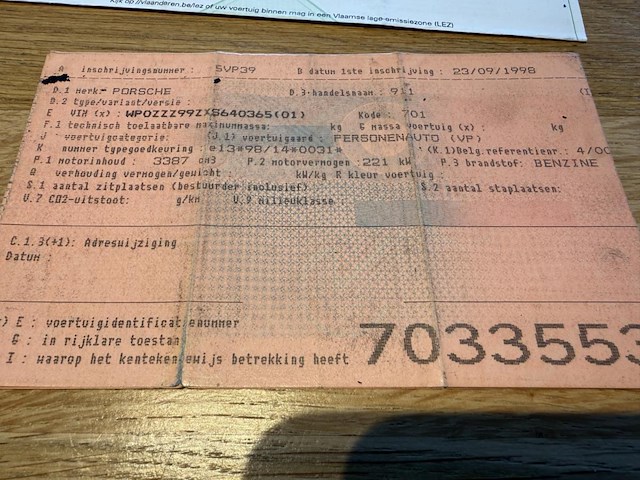 Kijk op //vlaanderen.be/lez of uw voertuig binnen mag in een Vlaamse lage-emissiezone (LEZ)
A inschrijvingsnummer : SVP39 B datum 1ste inschrijving : 23/09/1998
D.1 merk: PORSCHE D.3-handelsnaam : 911 (I
D.2 type/variant/versie :
E VIN (x) : WPOZZZ99ZXS640365(01) Kode : 701
F.1 technisch toelaatbare maximummassa: kg G massa voertuig (x) : kg
J voertuigcategorie: (J.1) voertuigaard : PERSONENAUTO (VP)
K nummer typegoedkeuring : e13*98/14*0031* (K.1)Belg.referentienr.: 4/00
P.1 motorinhoud : 3387 cm3 P.2 motorvermogen :221 kW P.3 brandstof: BENZINE
Q verhouding vermogen/gewicht : kW/kg R kleur voertuig :
S.1 aantal zitplaatsen (bestuurder inclusief) S.2 aantal staplaatsen:
V.7 CO2-uitstoot: g/km V.9 milieuklasse :
C.1.3(+1): Adreswijziging
Datum :
) E : voertuigidentificatienummer
G : in rijklare toestan
I : waarop het kentekenbewijs betrekking heeft
7033553